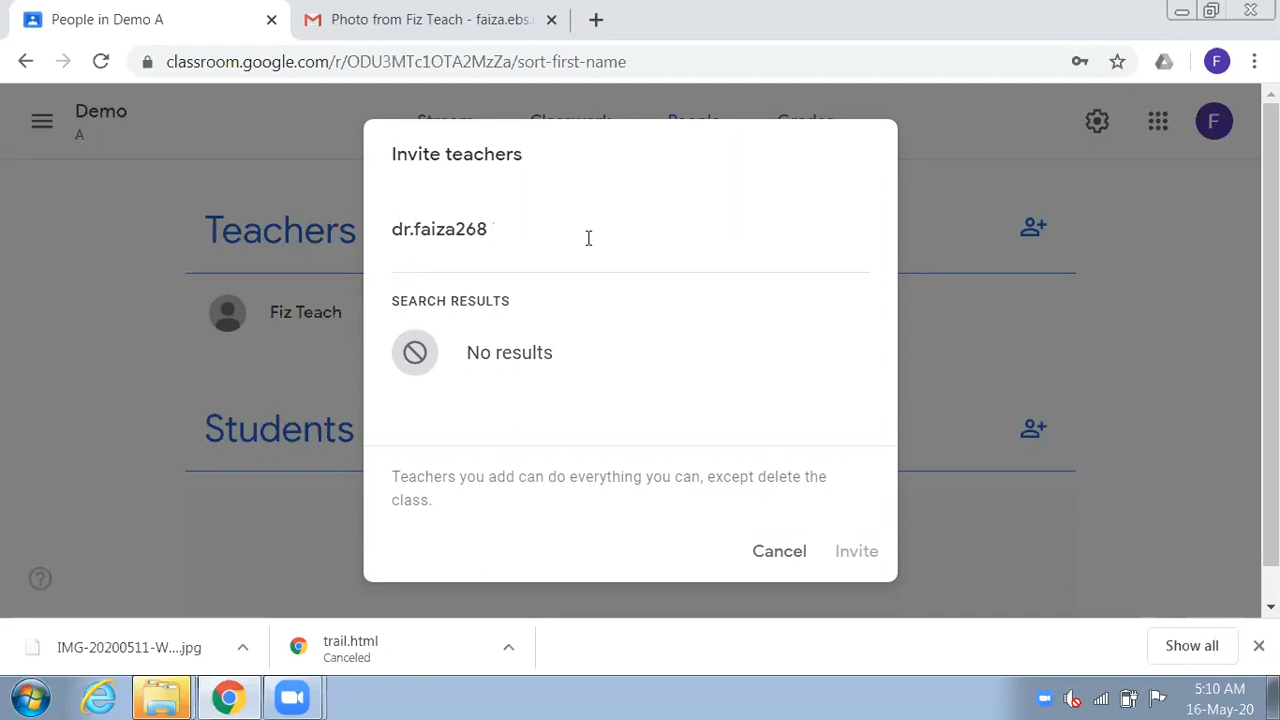 People in Demo A
Photo from Fiz Teach - faiza.ebs.
classroom.google.com/r/ODU3MTc1OTA2MzZa/sort-first-name
F
Demo
A
Stream
Classwork
People
Grades
F
Invite teachers
dr.faiza268
Teachers
SEARCH RESULTS
Fiz Teach
No results
Students
Teachers you add can do everything you can, except delete the
class.
Cancel
Invite
IMG-20200511-W....jpg
trail.html
Canceled
Show all
5:10 AM
16-May-20